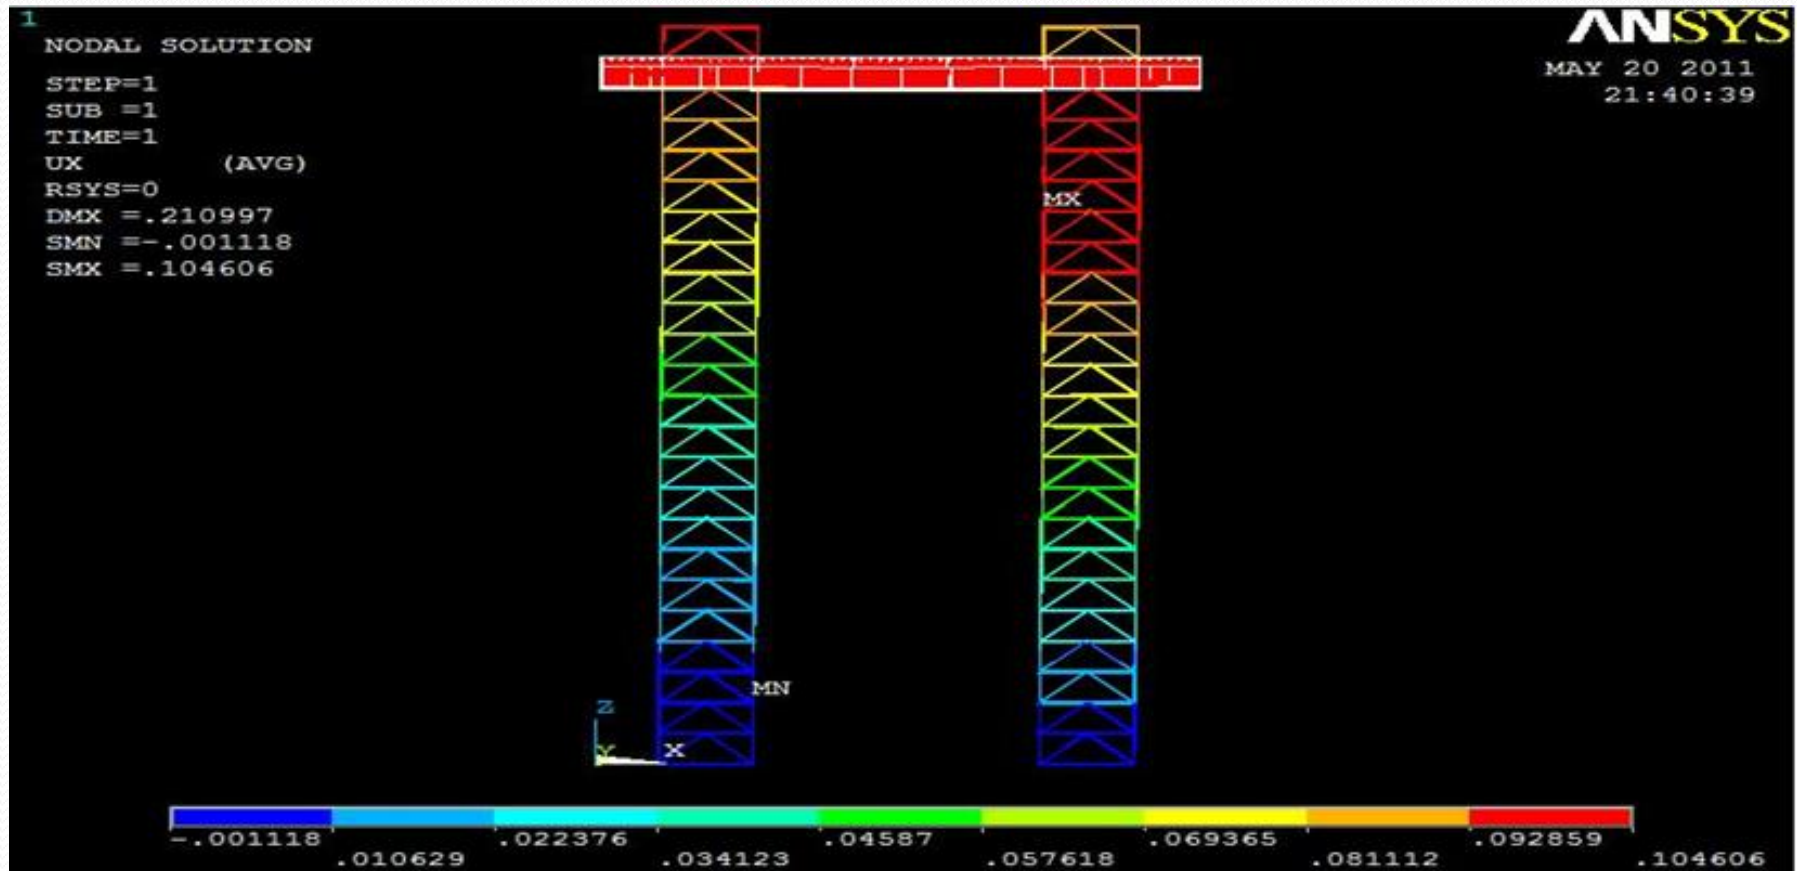 1
ANSYS
NODAL SOLUTION
MAY 20 2011
21:40:39
STEP=1
SUB =1
TIME=1
UX (AVG)
RSYS=0
DMX =.210997
SMN =-.001118
SMX =.104606
MX
MN
Z
Y X
-.001118 .022376 .04587 .069365 .092859
.010629 .034123 .057618 .081112 .104606